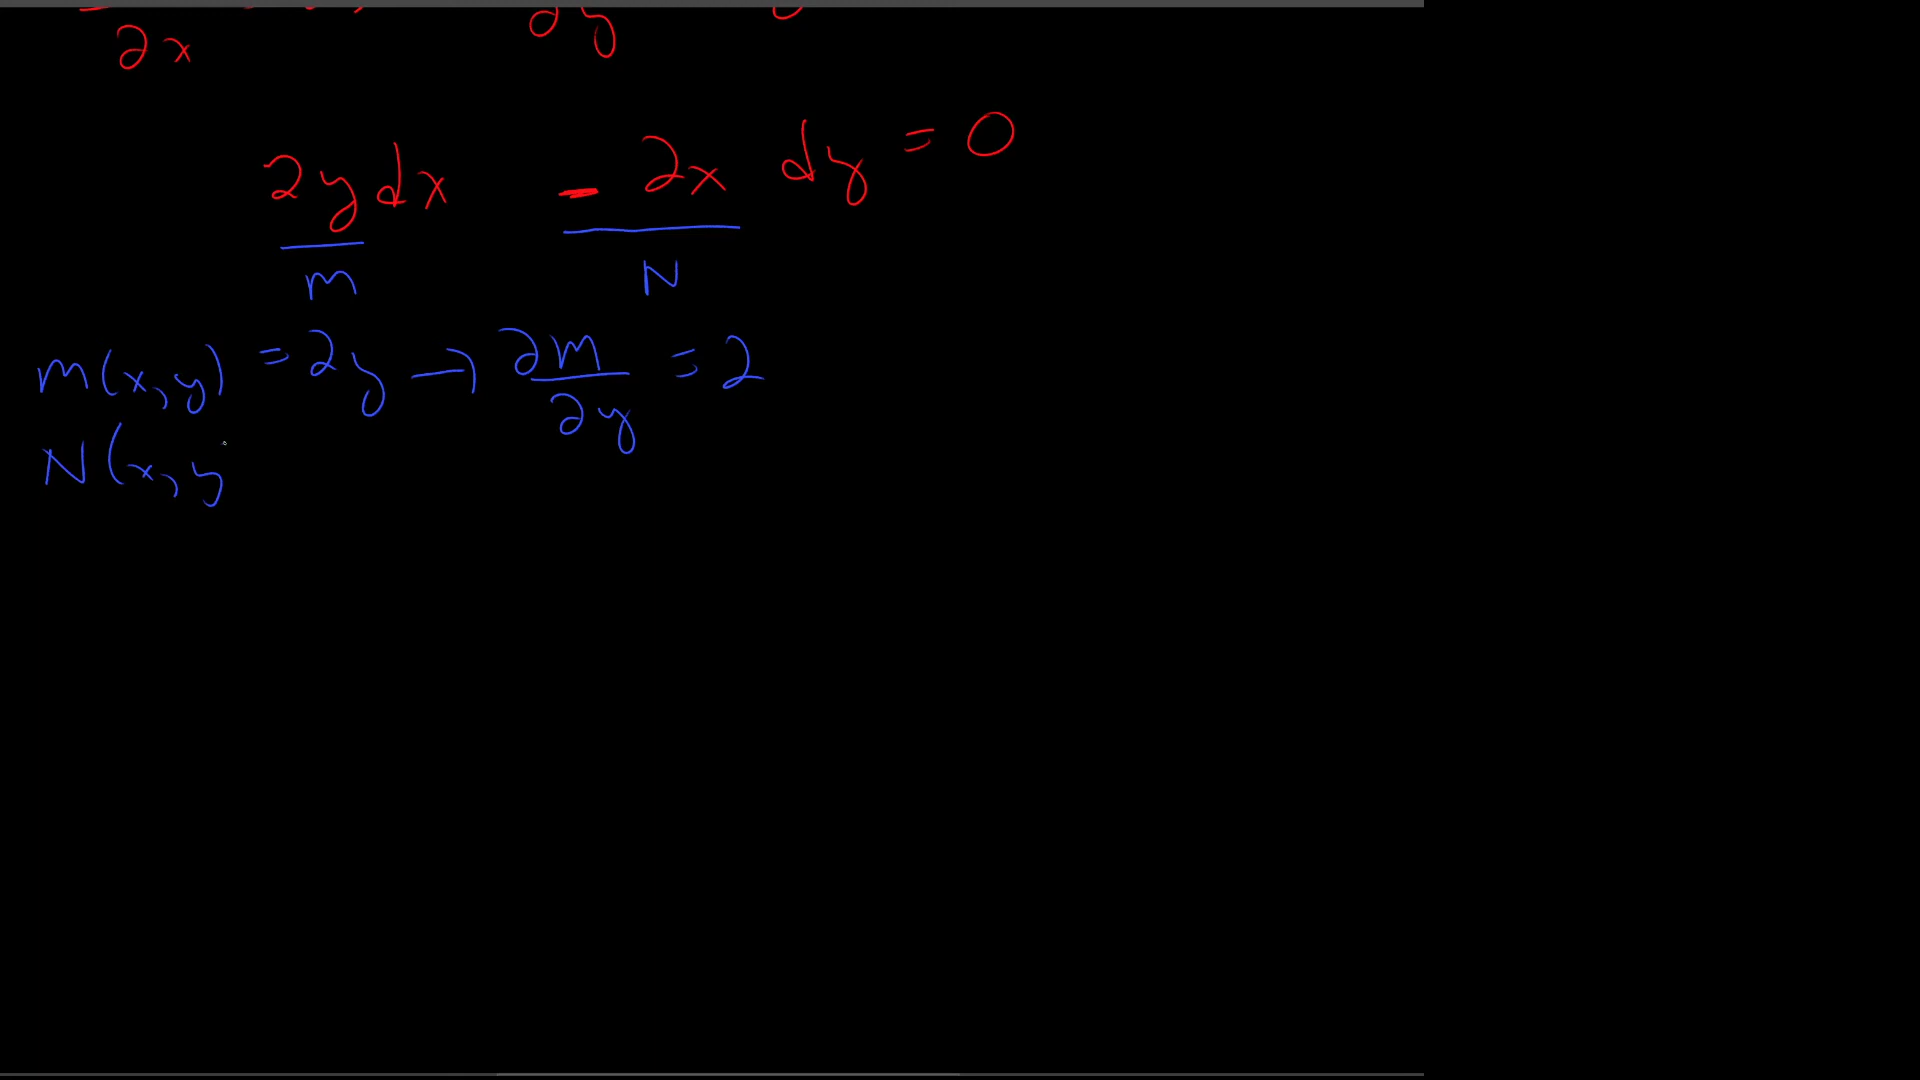 ∂x ∂y
2y dx - 2x dy = 0
M N
M(x,y) = 2y → ∂M/∂y = 2
N(x,y